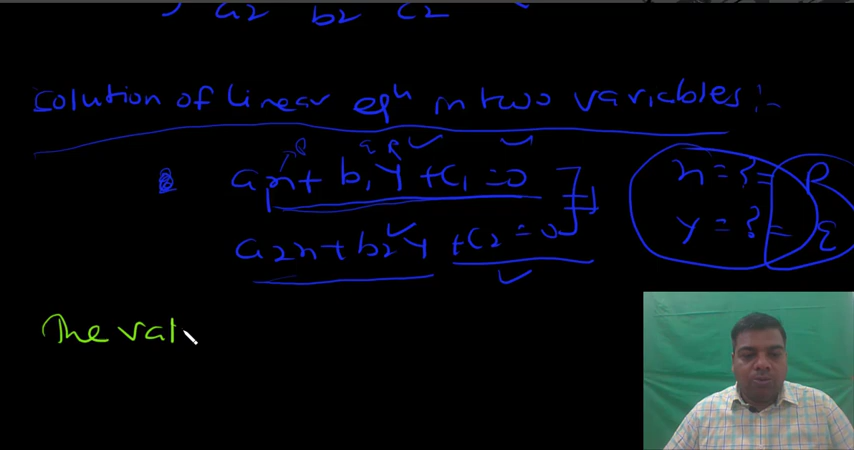 a2 b2 c2
Solution of linear eqn in two variables :-
a1x + b1y + c1 = 0
x = ? = P
a2x + b2y + c2 = 0
y = ? = q
The val